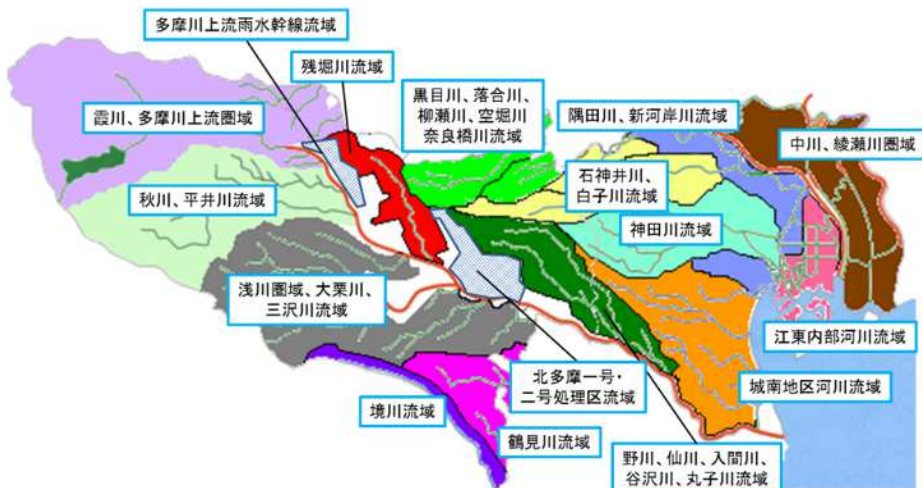 多摩川上流雨水幹線流域
残堀川流域
黒目川、落合川、
柳瀬川、空堀川
奈良橋川流域
隅田川、新河岸川流域
中川、綾瀬川圏域
霞川、多摩川上流圏域
石神井川、
白子川流域
秋川、平井川流域
神田川流域
浅川圏域、大栗川、
三沢川流域
江東内部河川流域
北多摩一号・
二号処理区流域
城南地区河川流域
境川流域
鶴見川流域
野川、仙川、入間川、
谷沢川、丸子川流域